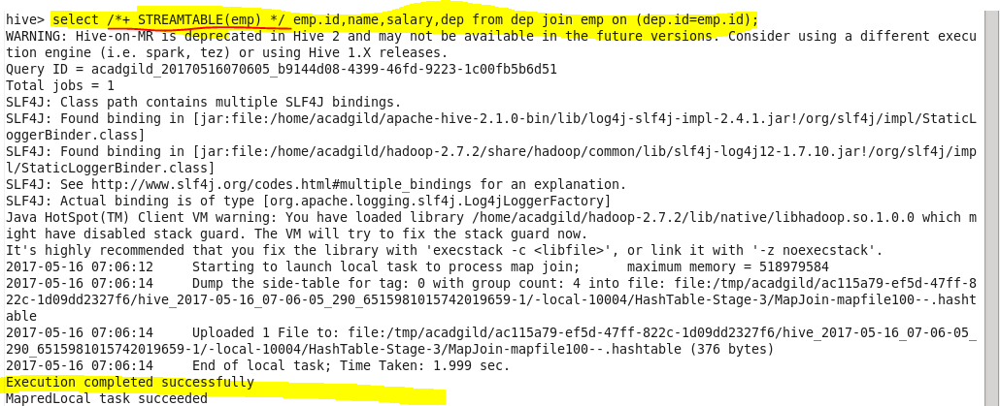 hive> select /*+ STREAMTABLE(emp) */ emp.id,name,salary,dep from dep join emp on (dep.id=emp.id);
WARNING: Hive-on-MR is deprecated in Hive 2 and may not be available in the future versions. Consider using a different execu
tion engine (i.e. spark, tez) or using Hive 1.X releases.
Query ID = acadgild_20170516070605_b9144d08-4399-46fd-9223-1c00fb5b6d51
Total jobs = 1
SLF4J: Class path contains multiple SLF4J bindings.
SLF4J: Found binding in [jar:file:/home/acadgild/apache-hive-2.1.0-bin/lib/log4j-slf4j-impl-2.4.1.jar!/org/slf4j/impl/StaticL
oggerBinder.class]
SLF4J: Found binding in [jar:file:/home/acadgild/hadoop-2.7.2/share/hadoop/common/lib/slf4j-log4j12-1.7.10.jar!/org/slf4j/imp
l/StaticLoggerBinder.class]
SLF4J: See http://www.slf4j.org/codes.html#multiple_bindings for an explanation.
SLF4J: Actual binding is of type [org.apache.logging.slf4j.Log4jLoggerFactory]
Java HotSpot(TM) Client VM warning: You have loaded library /home/acadgild/hadoop-2.7.2/lib/native/libhadoop.so.1.0.0 which m
ight have disabled stack guard. The VM will try to fix the stack guard now.
It's highly recommended that you fix the library with 'execstack -c <libfile>', or link it with '-z noexecstack'.
2017-05-16 07:06:12     Starting to launch local task to process map join;      maximum memory = 518979584
2017-05-16 07:06:14     Dump the side-table for tag: 0 with group count: 4 into file: file:/tmp/acadgild/ac115a79-ef5d-47ff-8
22c-1d09dd2327f6/hive_2017-05-16_07-06-05_290_6515981015742019659-1/-local-10004/HashTable-Stage-3/MapJoin-mapfile100--.hasht
able
2017-05-16 07:06:14     Uploaded 1 File to: file:/tmp/acadgild/ac115a79-ef5d-47ff-822c-1d09dd2327f6/hive_2017-05-16_07-06-05_
290_6515981015742019659-1/-local-10004/HashTable-Stage-3/MapJoin-mapfile100--.hashtable (376 bytes)
2017-05-16 07:06:14     End of local task; Time Taken: 1.999 sec.
Execution completed successfully
MapredLocal task succeeded